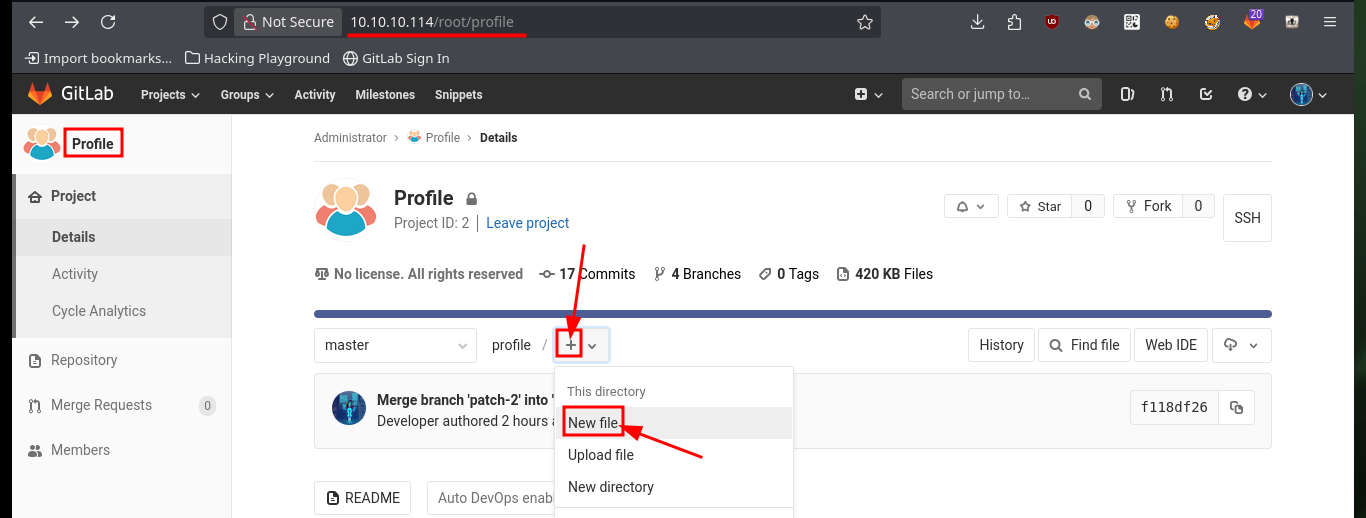 Not Secure 10.10.10.114/root/profile 20
Import bookmarks... Hacking Playground GitLab Sign In
GitLab Projects Groups Activity Milestones Snippets Search or jump to...
Profile
Administrator › Profile › Details
Project
Details
Activity
Cycle Analytics
Repository
Merge Requests 0
Members
Profile
Project ID: 2 Leave project
Star 0 Fork 0 SSH
No license. All rights reserved 17 Commits 4 Branches 0 Tags 420 KB Files
master profile / + History Find file Web IDE
Merge branch 'patch-2' into '
Developer authored 2 hours
f118df26
This directory
New file
Upload file
New directory
README Auto DevOps enab